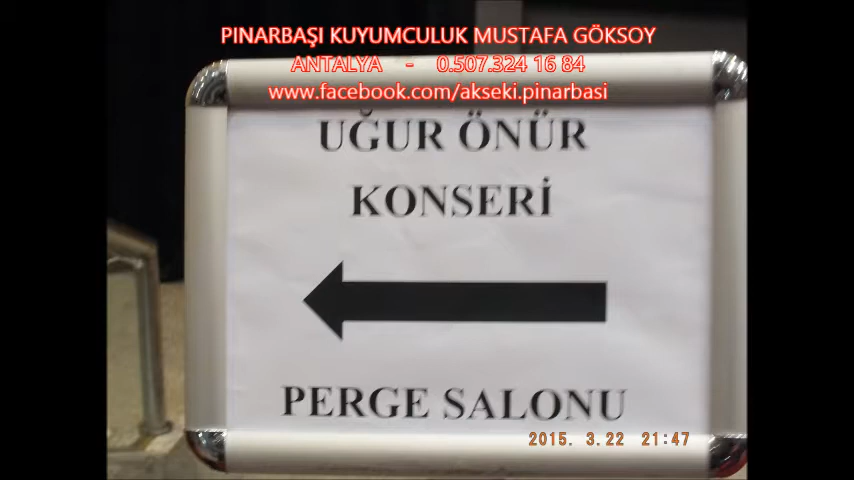 PINARBAŞI KUYUMCULUK MUSTAFA GÖKSOY
ANTALYA - 0.507.324 16 84
www.facebook.com/akseki.pinarbasi
UĞUR ÖNÜR
KONSERİ
PERGE SALONU
2015. 3.22 21:47